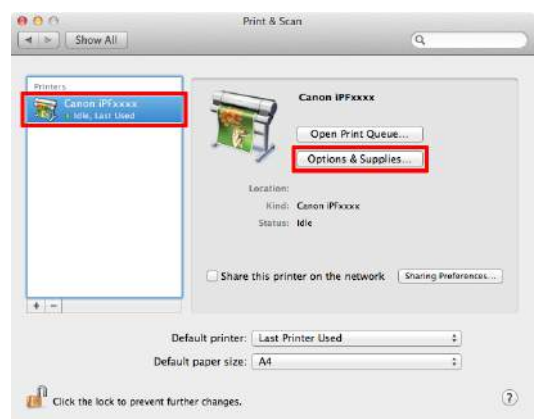 Print & Scan
Show All
Printers
Canon iPFxxxx
Idle, Last Used
Canon iPFxxxx
Open Print Queue...
Options & Supplies...
Location:
Kind: Canon iPFxxxx
Status: Idle
Share this printer on the network
Sharing Preferences...
+ −
Default printer: Last Printer Used
Default paper size: A4
Click the lock to prevent further changes.
?